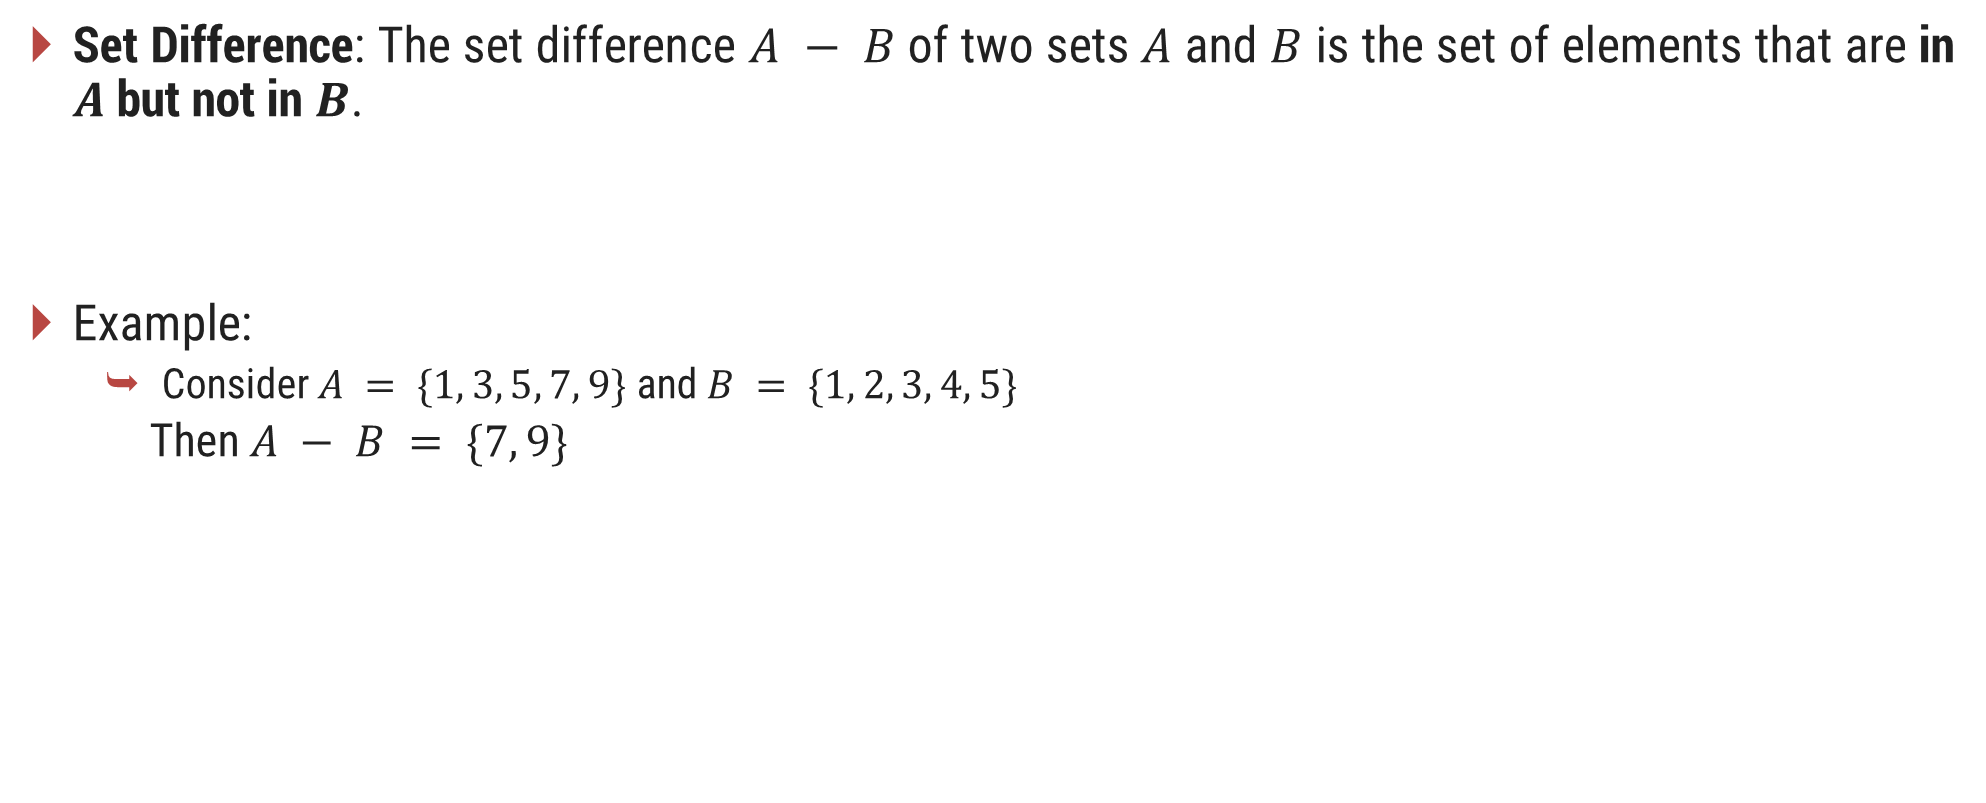 Set Difference: The set difference A − B of two sets A and B is the set of elements that are in
A but not in B.
Example:
Consider A = {1, 3, 5, 7, 9} and B = {1, 2, 3, 4, 5}
Then A − B = {7, 9}